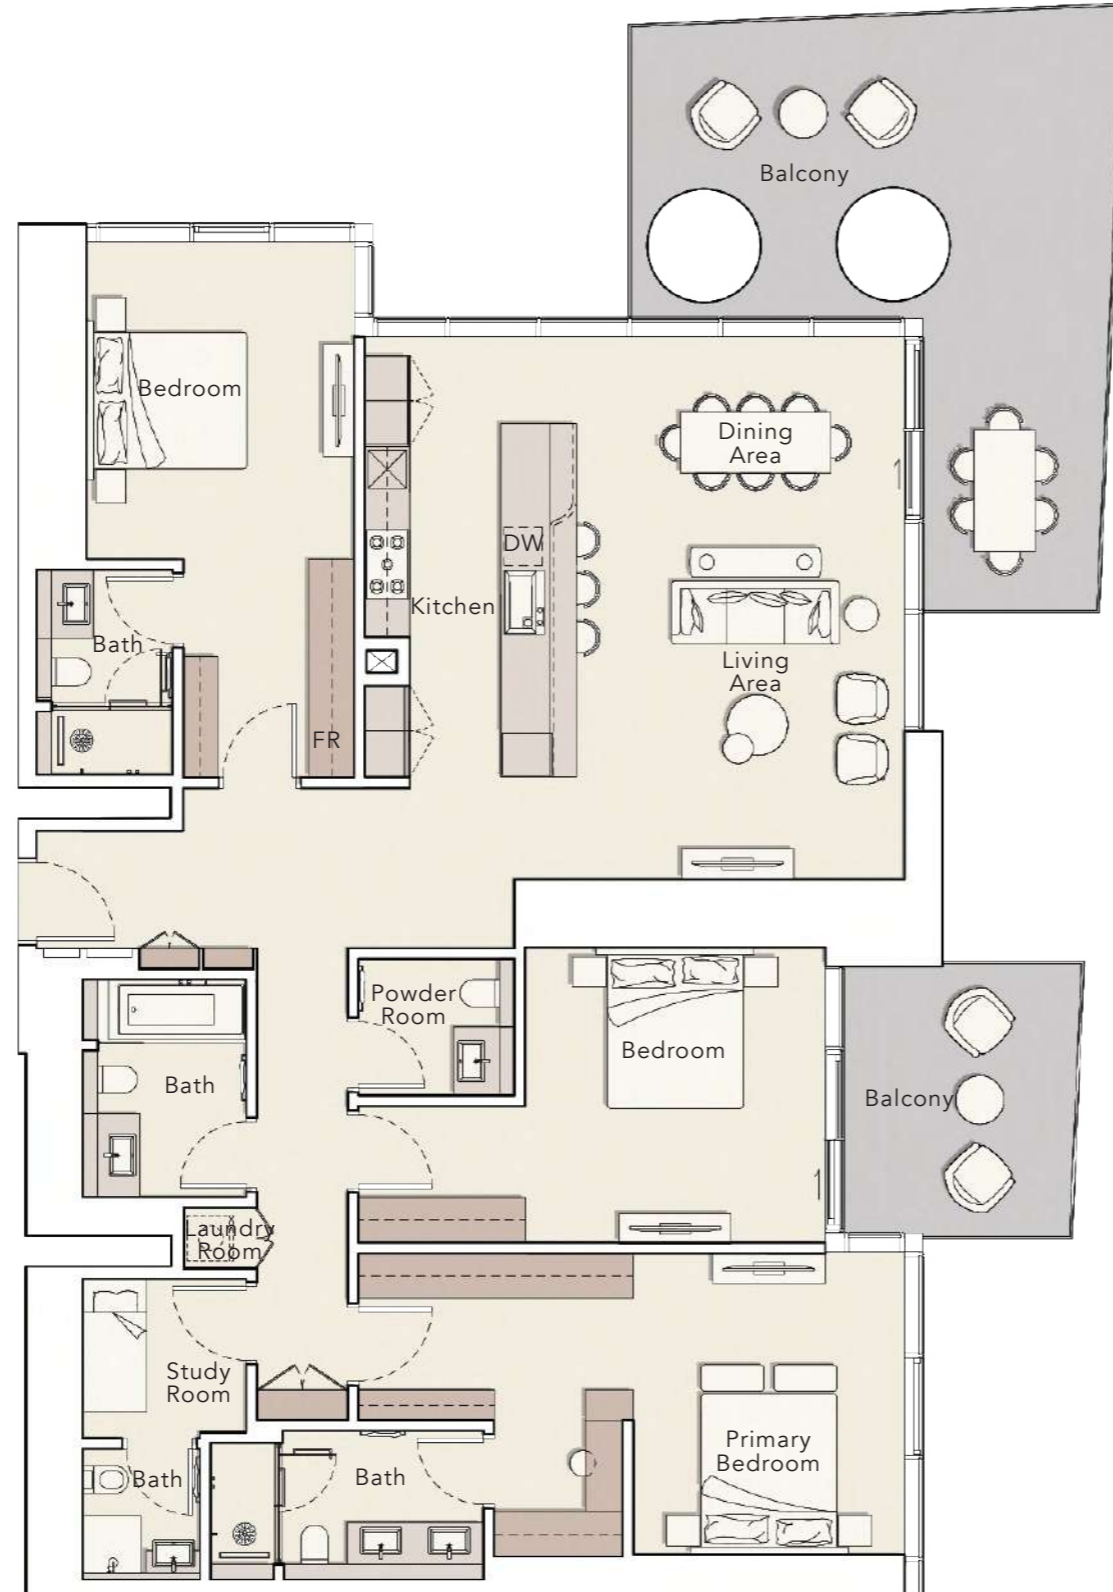 Balcony
Bedroom
Dining
Area
DW
Kitchen
Bath
Living
Area
FR
Powder
Room
Bedroom
Bath
Balcony
Laundry
Room
Study
Room
Primary
Bedroom
Bath
Bath